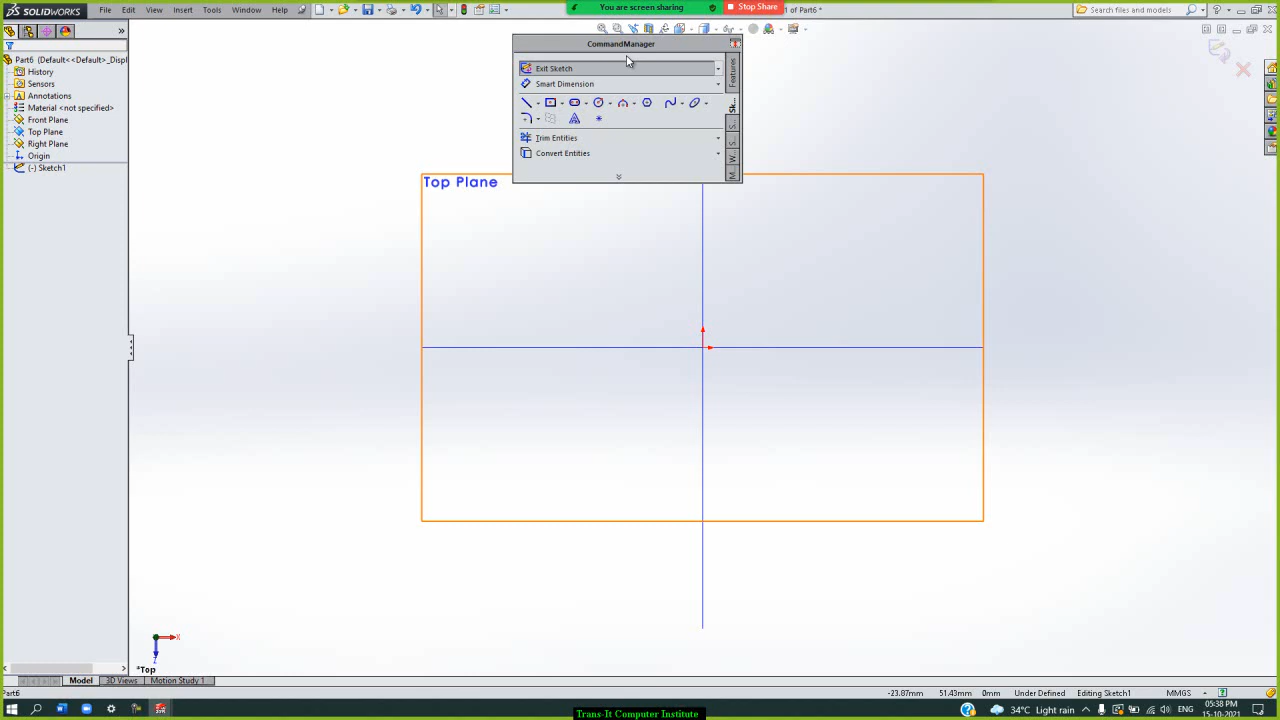 SOLIDWORKS File Edit View Insert Tools Window Help You are screen sharing Stop Share 1 of Part6 * Search files and models
CommandManager
Part6 (Default<<Default>_Displ
History
Sensors
Annotations
Material <not specified>
Front Plane
Top Plane
Right Plane
Origin
(-) Sketch1
Exit Sketch
Smart Dimension
Trim Entities
Convert Entities
Features
Sk...
S...
S...
W...
M...
Top Plane
X
Z
*Top
Model 3D Views Motion Study 1
Part6 -23.87mm 51.43mm 0mm Under Defined Editing Sketch1 MMGS
34°C Light rain ENG 05:38 PM
15-10-2021
Trans-It Computer Institute